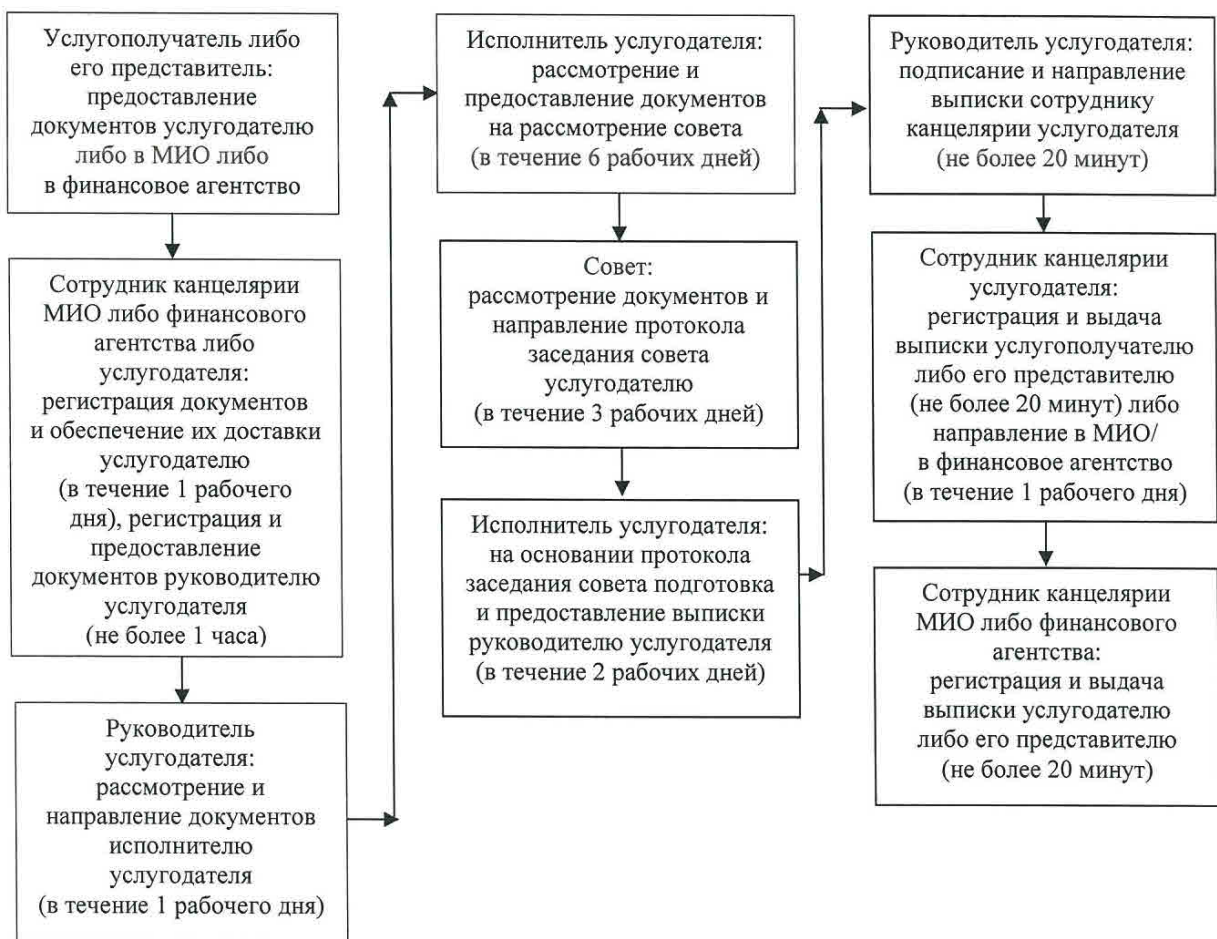 Услугополучатель либо
его представитель:
предоставление
документов услугодателю
либо в МИО либо
в финансовое агентство
Сотрудник канцелярии
МИО либо финансового
агентства либо
услугодателя:
регистрация документов
и обеспечение их доставки
услугодателю
(в течение 1 рабочего
дня), регистрация и
предоставление
документов руководителю
услугодателя
(не более 1 часа)
Руководитель
услугодателя:
рассмотрение и
направление документов
исполнителю
услугодателя
(в течение 1 рабочего дня)
Исполнитель услугодателя:
рассмотрение и
предоставление документов
на рассмотрение совета
(в течение 6 рабочих дней)
Совет:
рассмотрение документов и
направление протокола
заседания совета
услугодателю
(в течение 3 рабочих дней)
Исполнитель услугодателя:
на основании протокола
заседания совета подготовка
и предоставление выписки
руководителю услугодателя
(в течение 2 рабочих дней)
Руководитель услугодателя:
подписание и направление
выписки сотруднику
канцелярии услугодателя
(не более 20 минут)
Сотрудник канцелярии
услугодателя:
регистрация и выдача
выписки услугополучателю
либо его представителю
(не более 20 минут) либо
направление в МИО/
в финансовое агентство
(в течение 1 рабочего дня)
Сотрудник канцелярии
МИО либо финансового
агентства:
регистрация и выдача
выписки услугодателю
либо его представителю
(не более 20 минут)